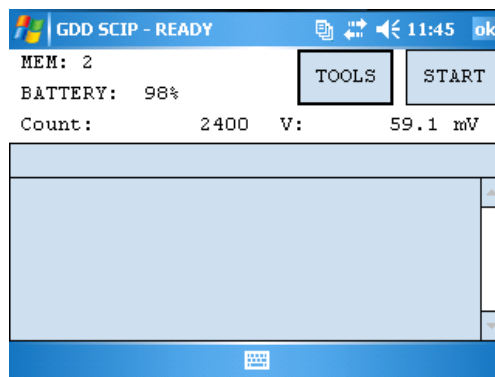 GDD SCIP - READY 11:45 ok
MEM: 2
BATTERY: 98%
TOOLS START
Count: 2400 V: 59.1 mV